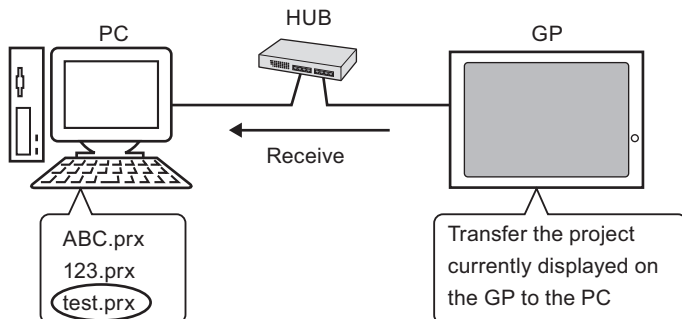 HUB
PC
GP
Receive
ABC.prx
123.prx
test.prx
Transfer the project
currently displayed on
the GP to the PC